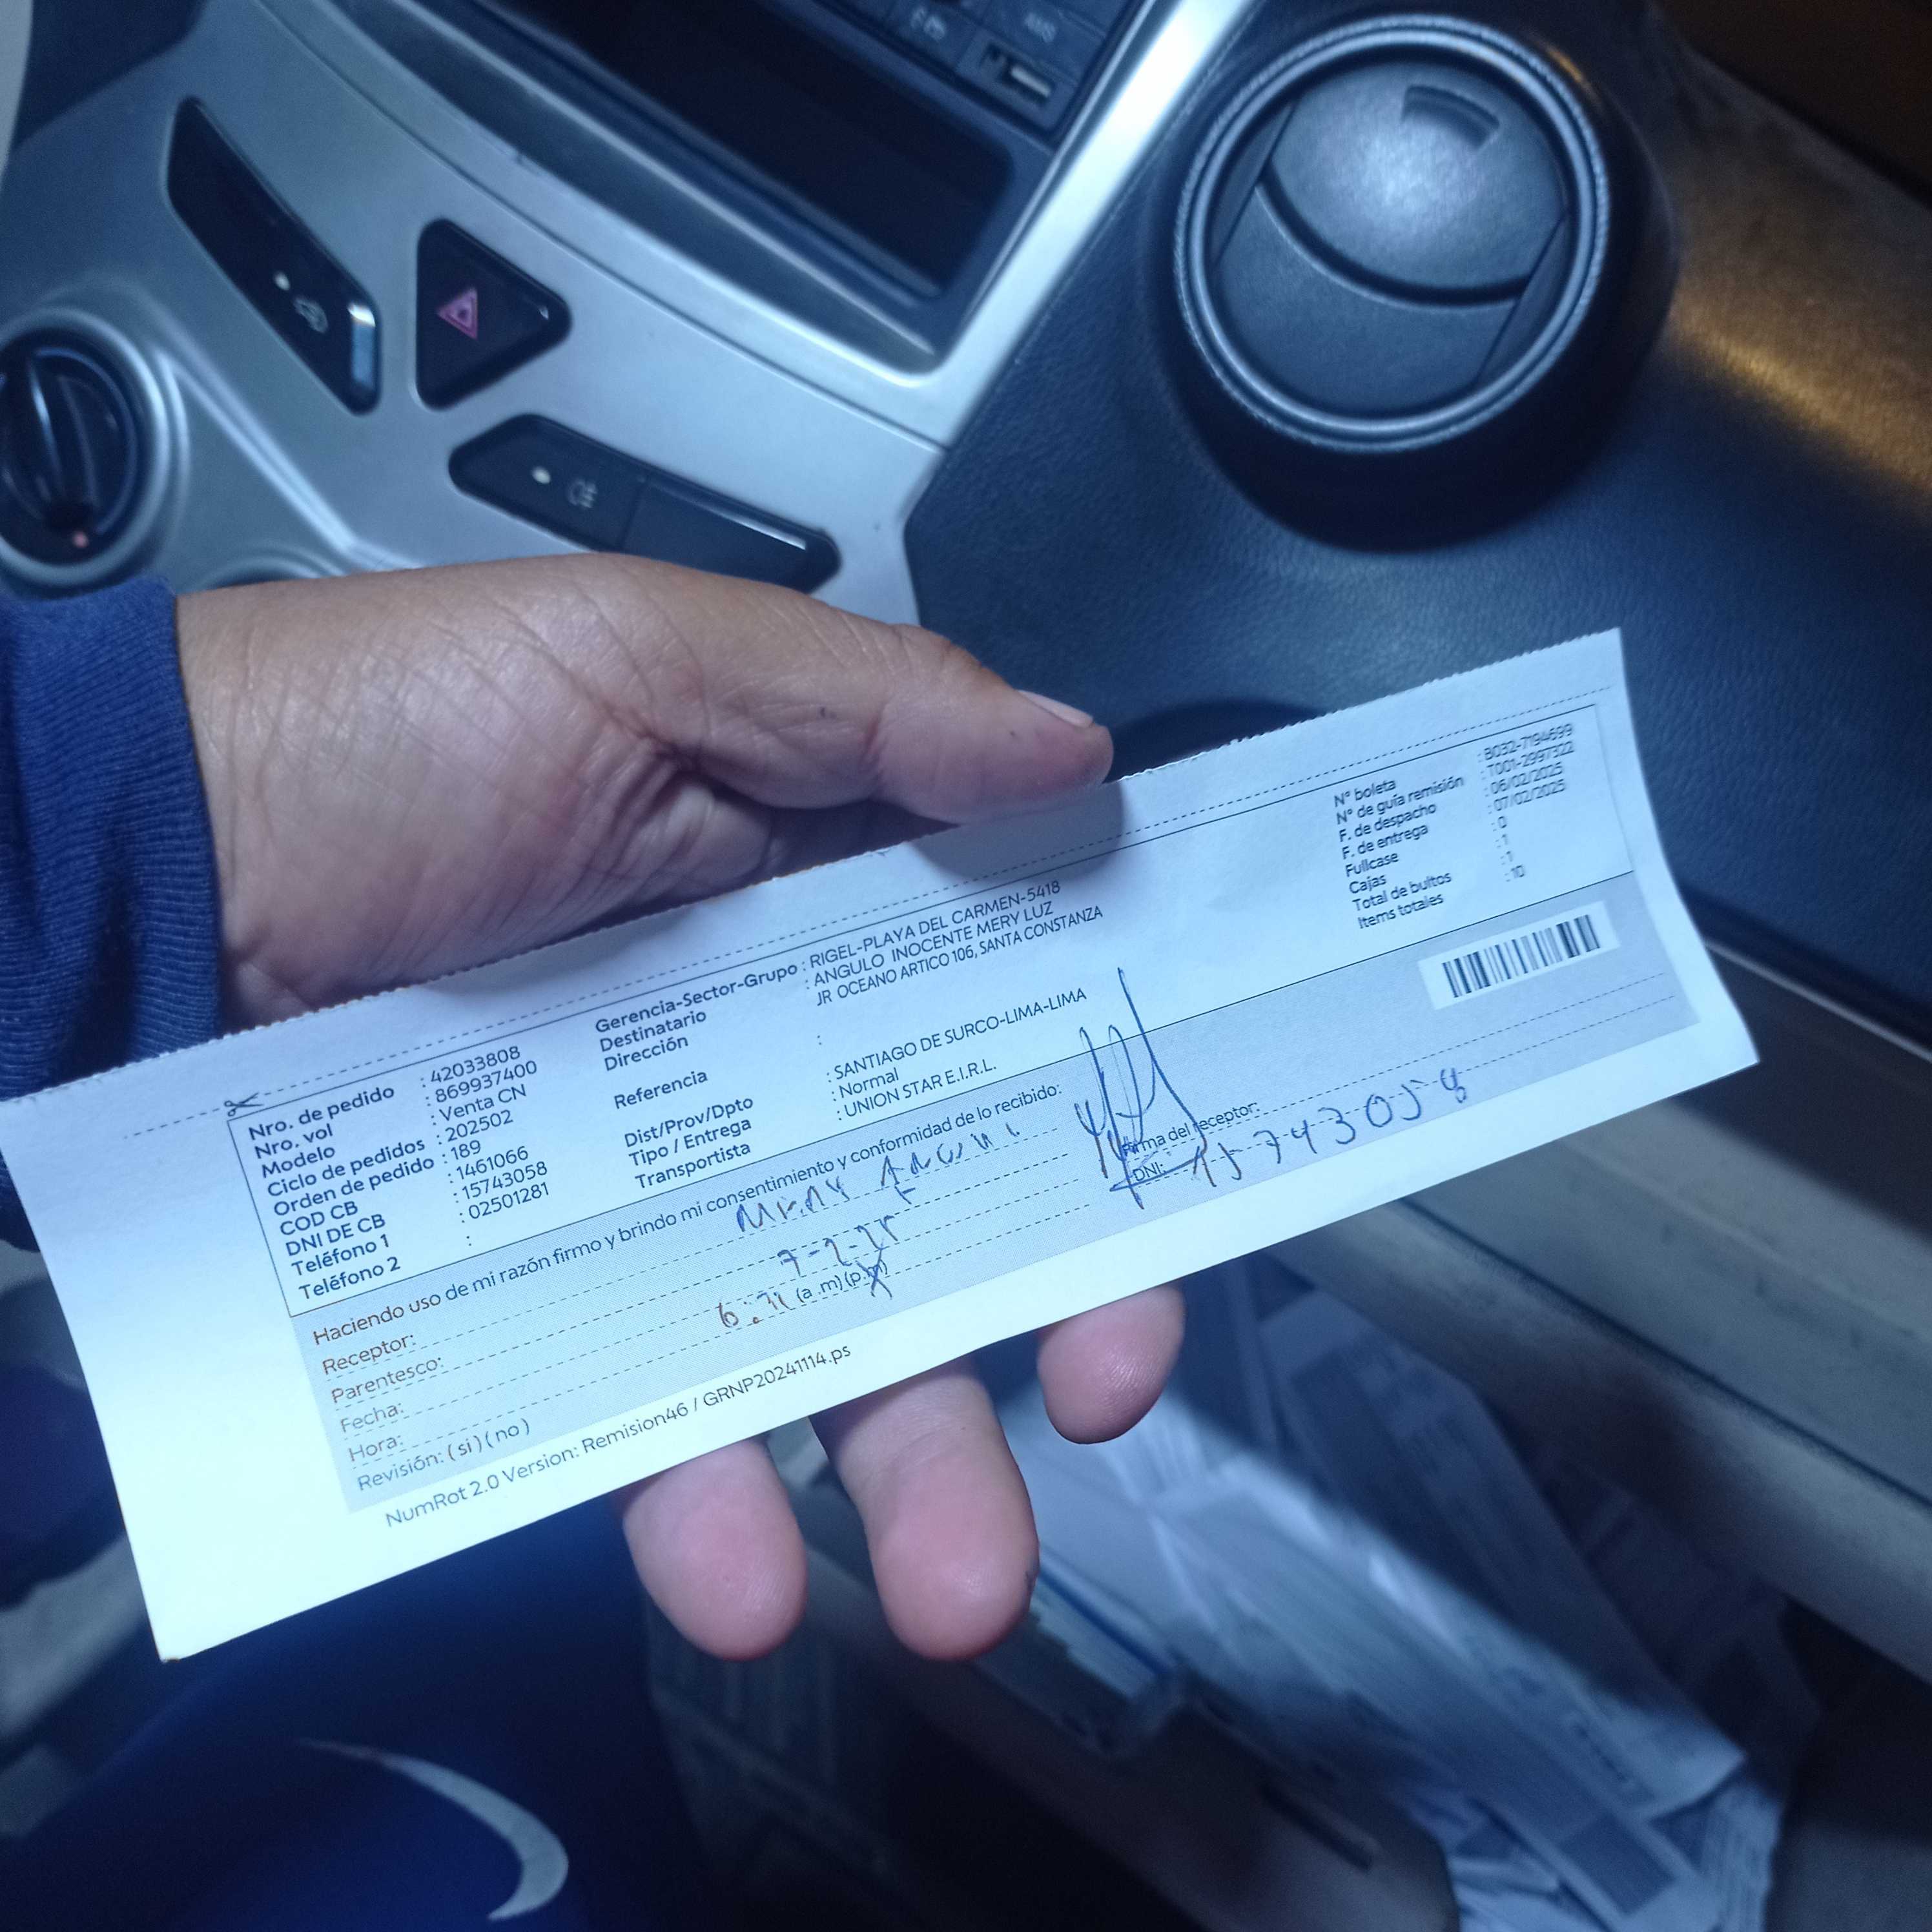 Nro. de pedido : 42033808
Nro. vol : 869937400
Modelo : Venta CN
Ciclo de pedidos : 202502
Orden de pedido : 189
COD CB : 1461066
DNI DE CB : 15743058
Teléfono 1 : 02501281
Teléfono 2 :
Gerencia-Sector-Grupo : RIGEL-PLAYA DEL CARMEN-5418
Destinatario : ANGULO INOCENTE MERY LUZ
Dirección JR OCEANO ARTICO 106, SANTA CONSTANZA
Referencia :
Dist/Prov/Dpto : SANTIAGO DE SURCO-LIMA-LIMA
Tipo / Entrega : Normal
Transportista : UNION STAR E.I.R.L.
N° boleta : B032-7194699
N° de guía remisión : T001-2997322
F. de despacho : 06/02/2025
F. de entrega : 07/02/2025
Fullcase : 0
Cajas : 1
Total de bultos : 1
Items totales : 10
Haciendo uso de mi razón firmo y brindo mi consentimiento y conformidad de lo recibido:
Receptor:
Parentesco:
Fecha: 7-2-25
Hora: (a.m) (p.m)
Revisión: (si) (no)
Firma del receptor:
DNI: 15743058
NumRot 2.0 Version: Remision46 / GRNP20241114.ps